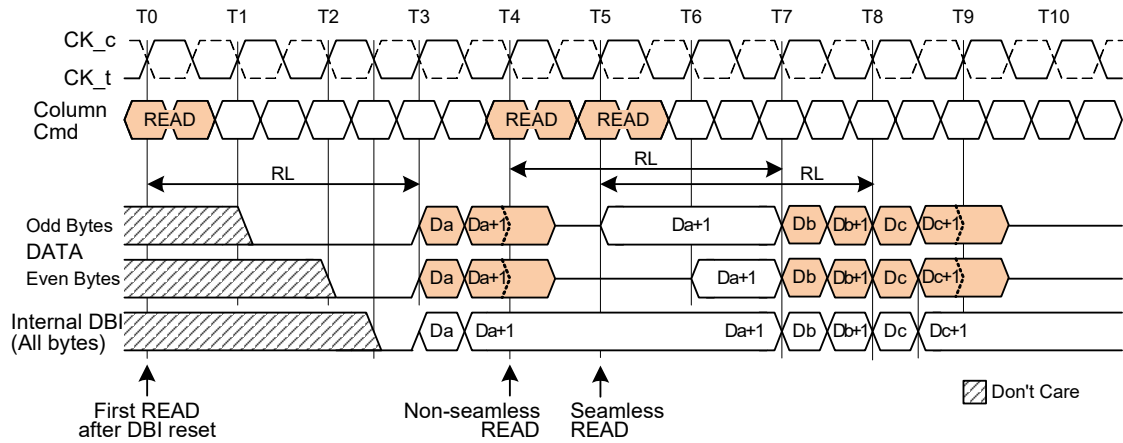 T0 T1 T2 T3 T4 T5 T6 T7 T8 T9 T10
CK_c
CK_t
Column
Cmd
READ READ READ
RL
RL RL
Odd Bytes Da Da+1 Da+1 Db Db+1 Dc Dc+1
DATA
Even Bytes Da Da+1 Da+1 Db Db+1 Dc Dc+1
Internal DBI
(All bytes)
Da Da+1 Da+1 Db Db+1 Dc Dc+1
First READ
after DBI reset
Non-seamless
READ
Seamless
READ
Don't Care